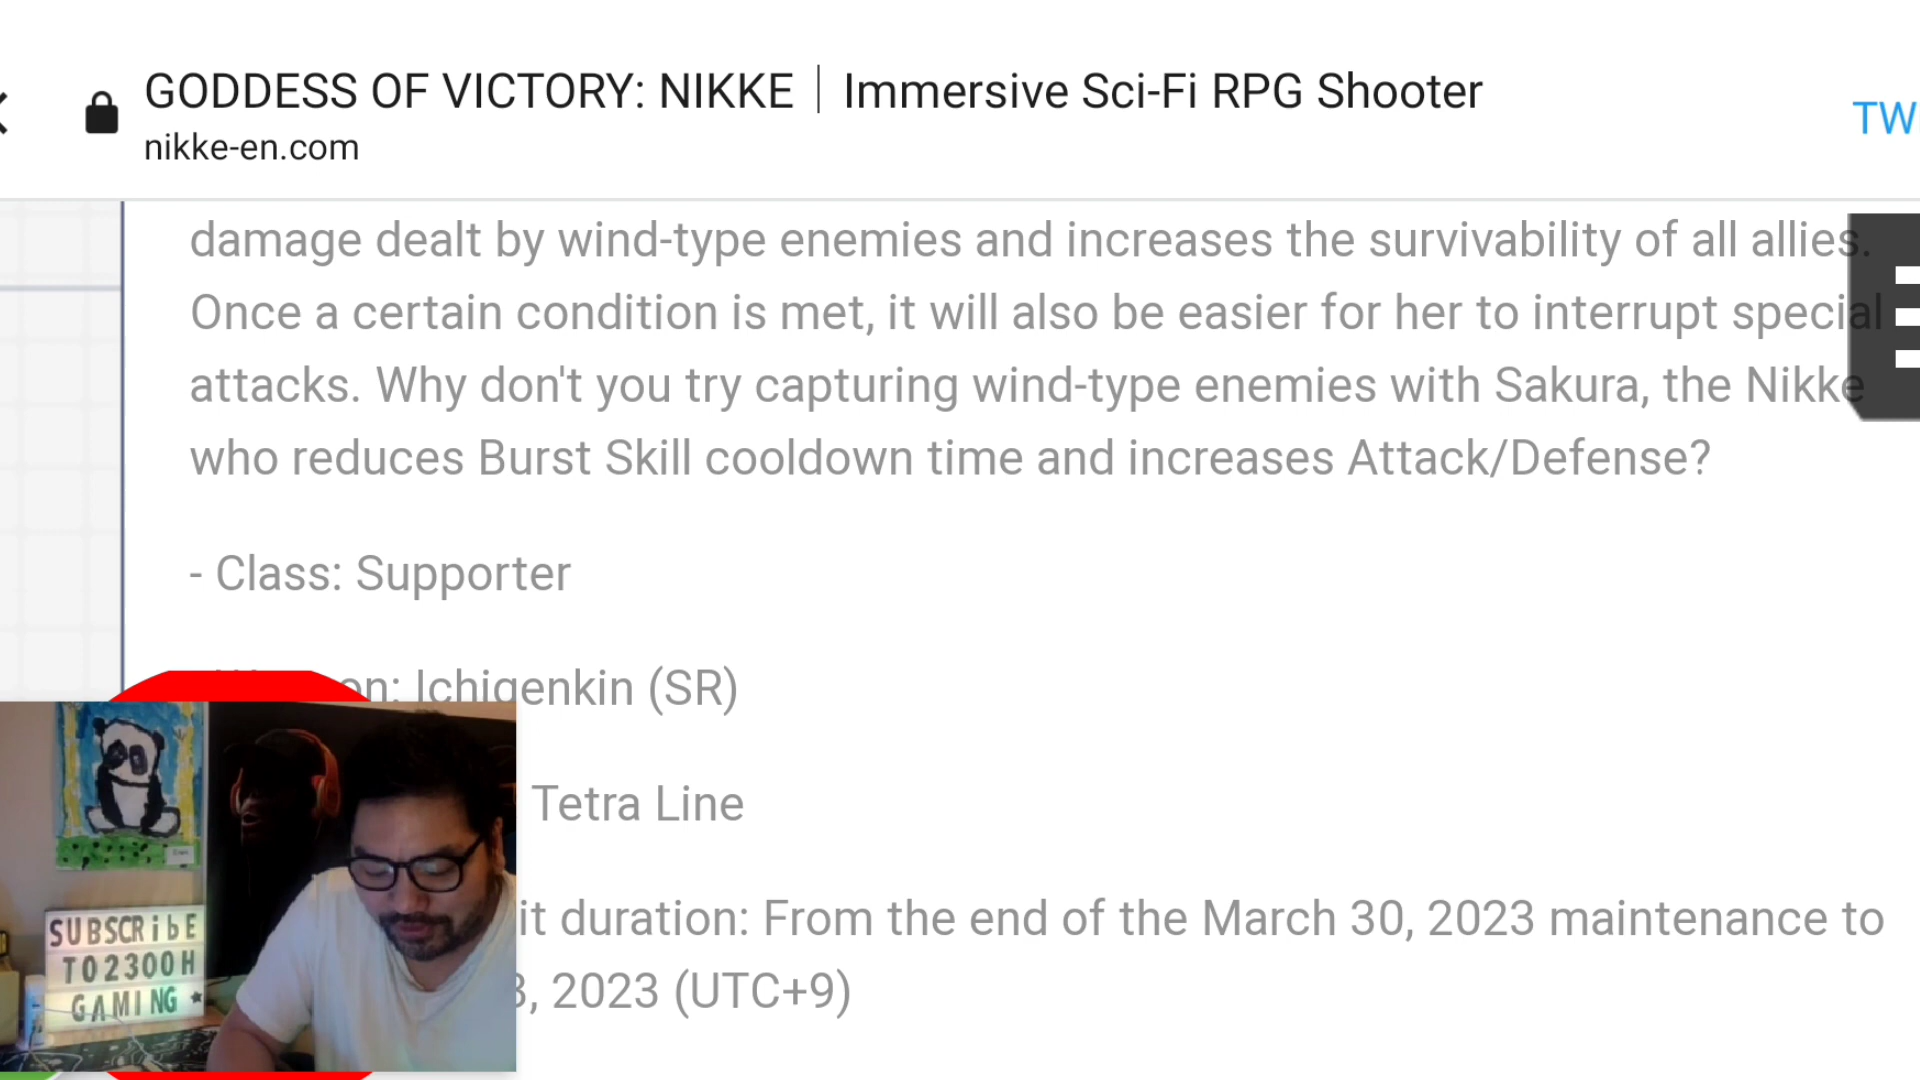 GODDESS OF VICTORY: NIKKE | Immersive Sci-Fi RPG Shooter
TW
nikke-en.com
damage dealt by wind-type enemies and increases the survivability of all allies.
Once a certain condition is met, it will also be easier for her to interrupt special
attacks. Why don't you try capturing wind-type enemies with Sakura, the Nikke
who reduces Burst Skill cooldown time and increases Attack/Defense?
- Class: Supporter
on: Ichigenkin (SR)
Tetra Line
it duration: From the end of the March 30, 2023 maintenance to
3, 2023 (UTC+9)
SUBSCRiBE
TO2300H
GAMING